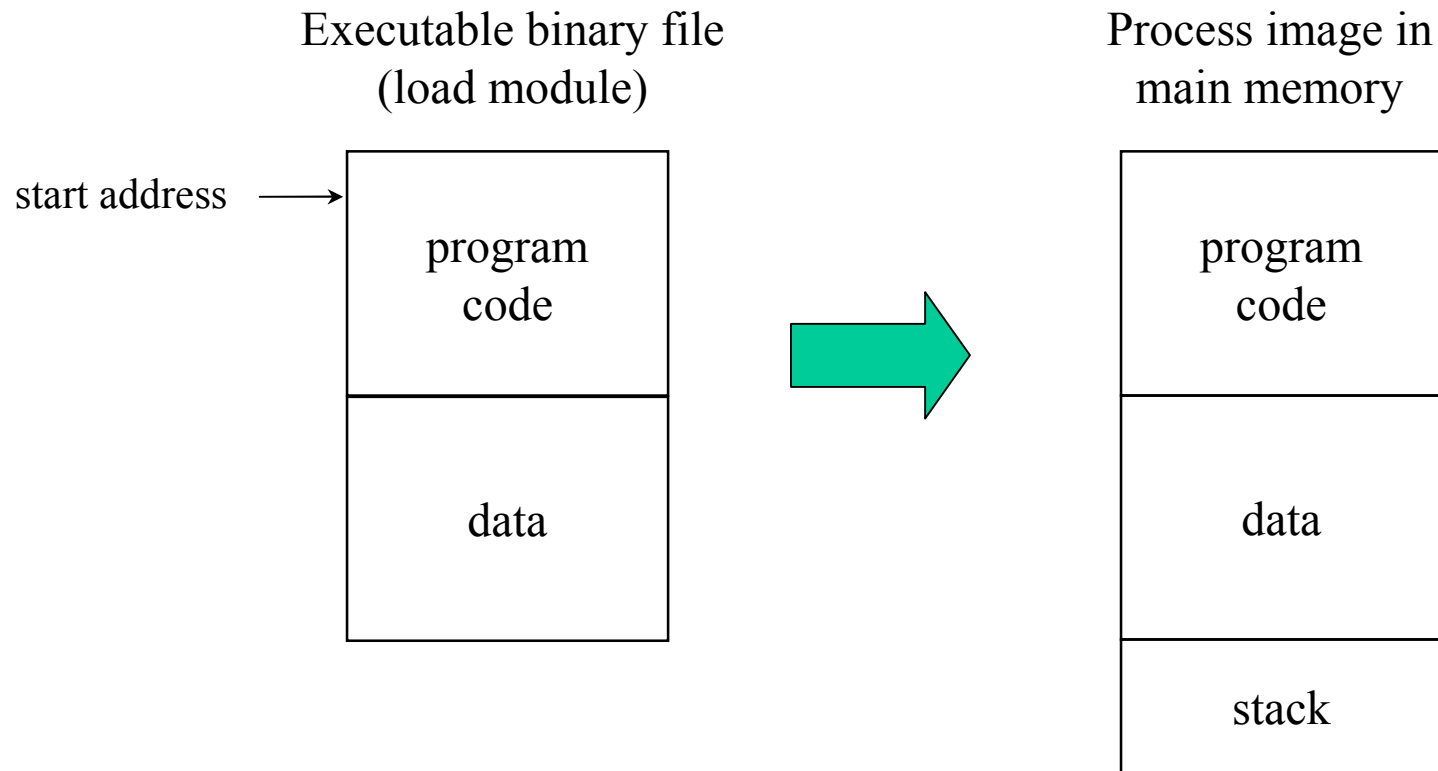 Executable binary file
(load module)
Process image in
main memory
start address
program
code
data
program
code
data
stack